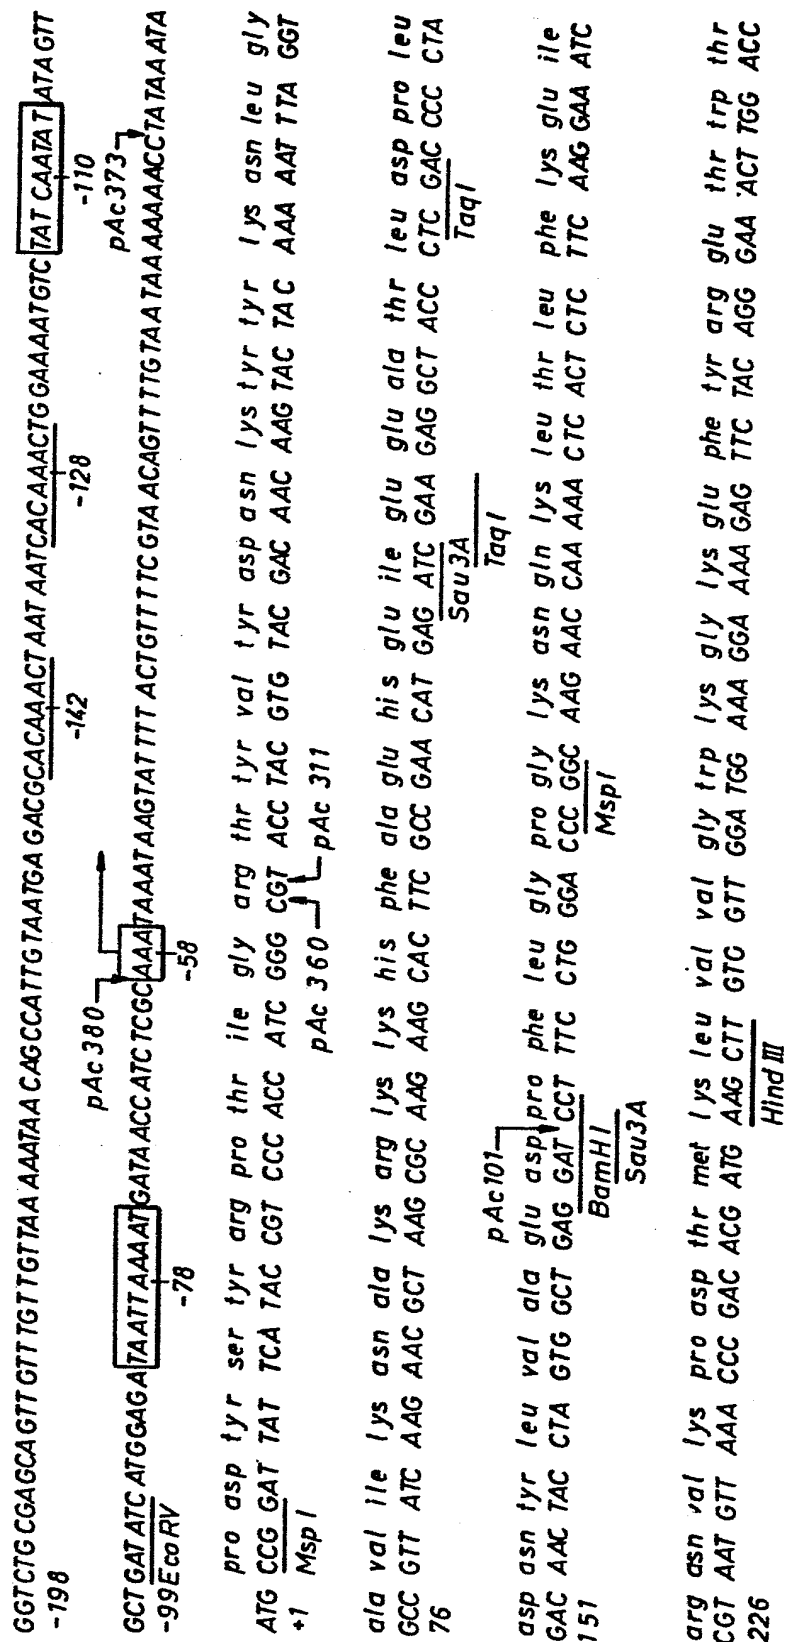 GGTCTGCGAGCAGTTGTTTGTTGTTAAAAATAACAGCCATTGTAATGAGACGCACAAACTAATAATCACAAACTGGAAAATGTCTATCAATATATAGTT
-198 -142 -128 -110
pAc380 pAc373
GCTGATATCATGGAGATAATTAAAATGATAACCATCTCGCAAATAAATAAGTATTTTACTGTTTTCGTAACAGTTTTGTAATAAAAAAACCTATAAATA
-99 EcoRV -78 -58
pro asp tyr ser tyr arg pro thr ile gly arg thr tyr val tyr asp asn lys tyr tyr lys asn leu gly
ATG CCG GAT TAT TCA TAC CGT CCC ACC ATC GGG CGT ACC TAC GTG TAC GAC AAC AAG TAC TAC AAA AAT TTA GGT
+1 MspI pAc360 pAc311
ala val ile lys asn ala lys arg lys lys his phe ala glu his glu ile glu glu ala thr leu asp pro leu
GCC GTT ATC AAG AAC GCT AAG CGC AAG AAG CAC TTC GCC GAA CAT GAG ATC GAA GAG GCT ACC CTC GAC CCC CTA
76 Sau3A TaqI TaqI
pAc101
asp asn tyr leu val ala glu asp pro phe leu gly pro gly lys asn gln lys leu thr leu phe lys glu ile
GAC AAC TAC CTA GTG GCT GAG GAT CCT TTC CTG GGA CCC GGC AAG AAC CAA AAA CTC ACT CTC TTC AAG GAA ATC
151 BamHI Sau3A MspI
arg asn val lys pro asp thr met lys leu val val gly trp lys gly lys glu phe tyr arg glu thr trp thr
CGT AAT GTT AAA CCC GAC ACG ATG AAG CTT GTC GTT GGA TGG AAA GGA AAA GAG TTC TAC AGG GAA ACT TGG ACC
226 HindIII